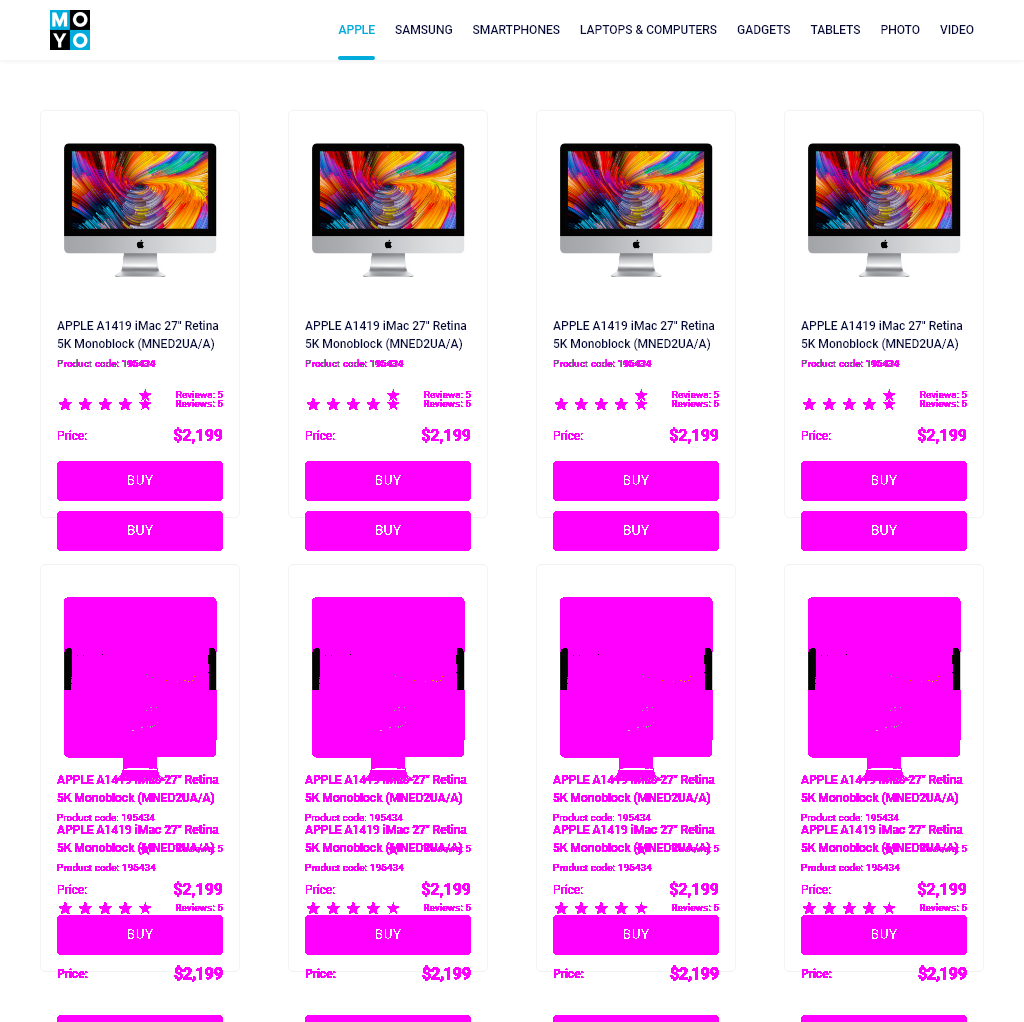 MO
YO
APPLE SAMSUNG SMARTPHONES LAPTOPS & COMPUTERS GADGETS TABLETS PHOTO VIDEO
APPLE A1419 iMac 27" Retina APPLE A1419 iMac 27" Retina APPLE A1419 iMac 27" Retina APPLE A1419 iMac 27" Retina
5K Monoblock (MNED2UA/A) 5K Monoblock (MNED2UA/A) 5K Monoblock (MNED2UA/A) 5K Monoblock (MNED2UA/A)
Product code: 195434 Product code: 195434 Product code: 195434 Product code: 195434
Reviews: 5 Reviews: 5 Reviews: 5 Reviews: 5
Reviews: 5 Reviews: 5 Reviews: 5 Reviews: 5
Price: $2,199 Price: $2,199 Price: $2,199 Price: $2,199
BUY BUY BUY BUY
BUY BUY BUY BUY
APPLE A1419 iMac 27" Retina APPLE A1419 iMac 27" Retina APPLE A1419 iMac 27" Retina APPLE A1419 iMac 27" Retina
5K Monoblock (MNED2UA/A) 5K Monoblock (MNED2UA/A) 5K Monoblock (MNED2UA/A) 5K Monoblock (MNED2UA/A)
Product code: 195434 Product code: 195434 Product code: 195434 Product code: 195434
APPLE A1419 iMac 27" Retina APPLE A1419 iMac 27" Retina APPLE A1419 iMac 27" Retina APPLE A1419 iMac 27" Retina
5K Monoblock (MNED2UA/A) 5 5K Monoblock (MNED2UA/A) 5 5K Monoblock (MNED2UA/A) 5 5K Monoblock (MNED2UA/A) 5
Product code: 195434 Product code: 195434 Product code: 195434 Product code: 195434
Price: $2,199 Price: $2,199 Price: $2,199 Price: $2,199
Reviews: 5 Reviews: 5 Reviews: 5 Reviews: 5
BUY BUY BUY BUY
Price: $2,199 Price: $2,199 Price: $2,199 Price: $2,199